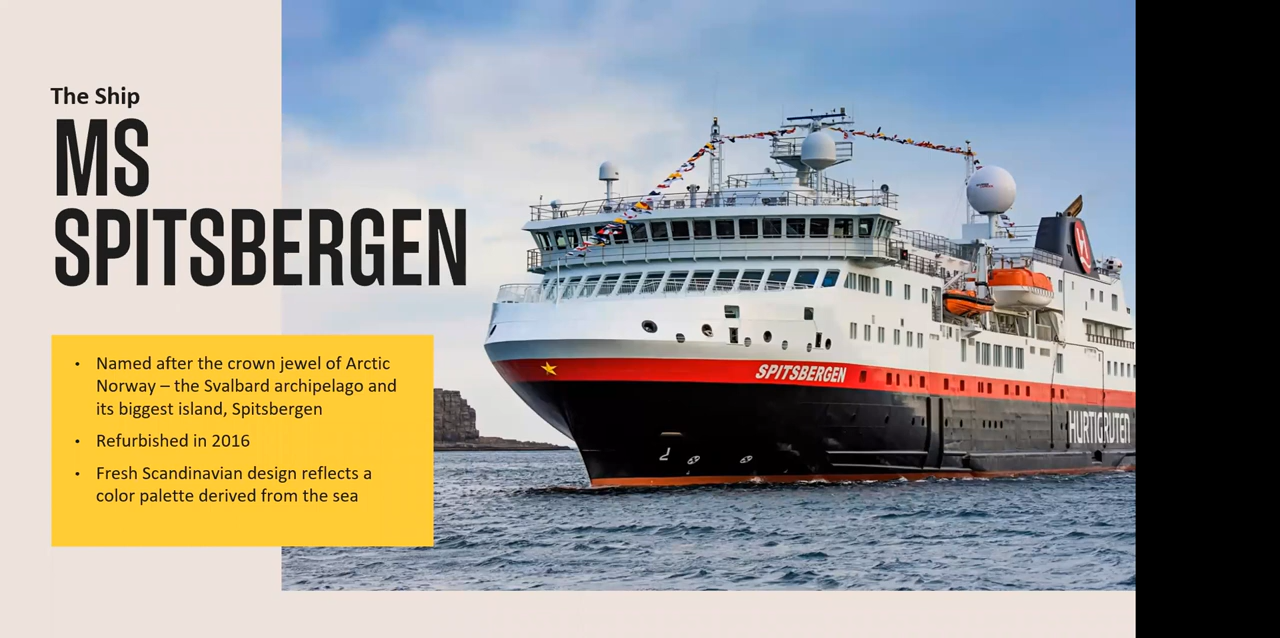 The Ship
MS
SPITSBERGEN
• Named after the crown jewel of Arctic
Norway – the Svalbard archipelago and
its biggest island, Spitsbergen
• Refurbished in 2016
• Fresh Scandinavian design reflects a
color palette derived from the sea
SPITSBERGEN
HURTIGRUTEN
H